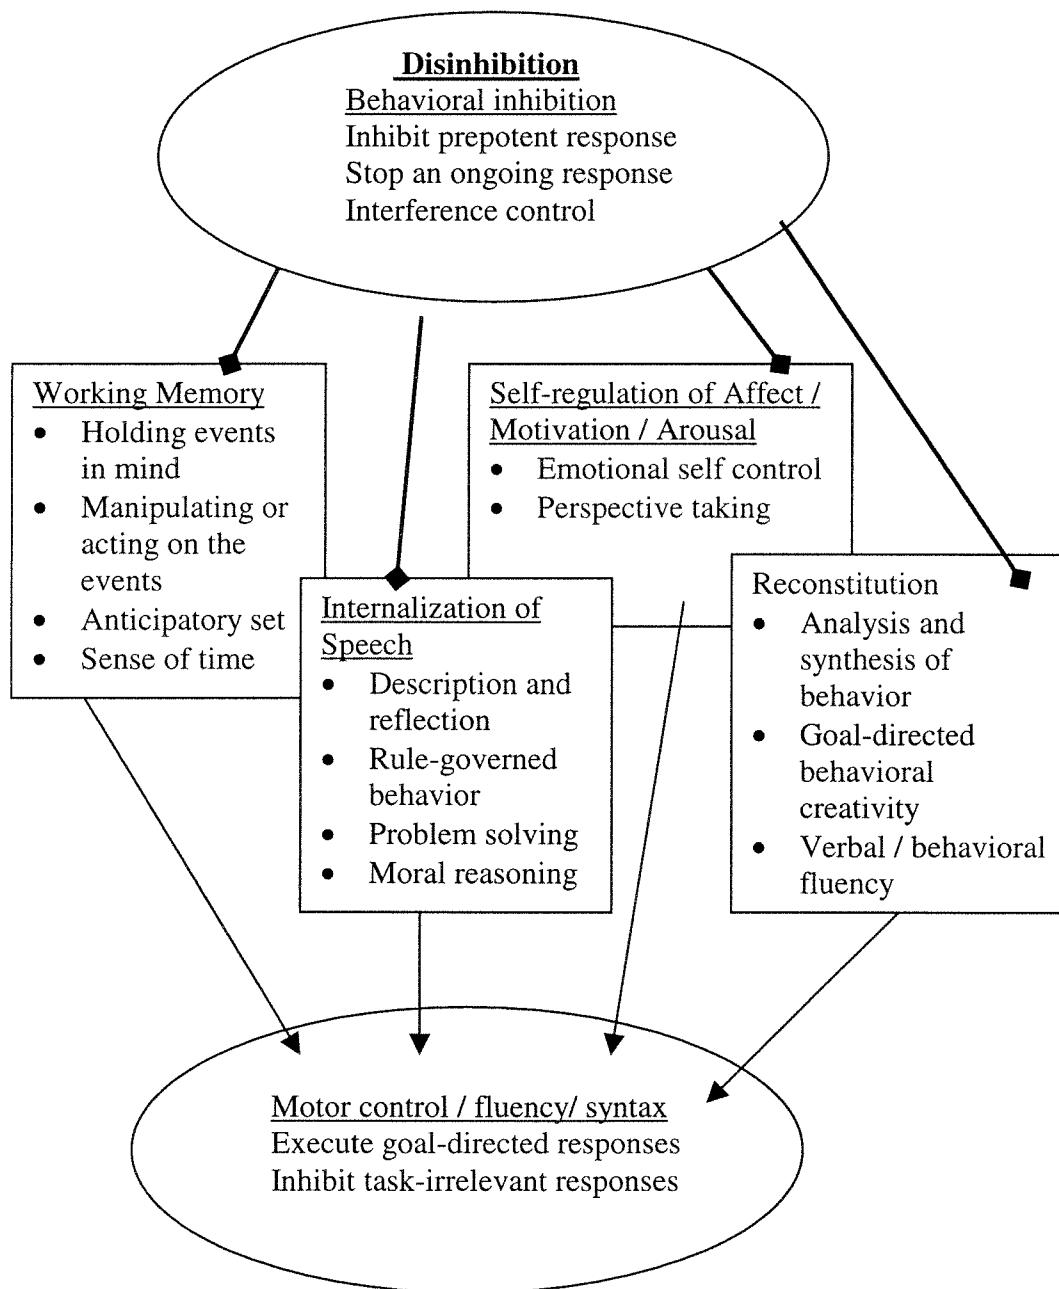 Disinhibition
Behavioral inhibition
Inhibit prepotent response
Stop an ongoing response
Interference control
Working Memory
• Holding events
in mind
• Manipulating or
acting on the
events
• Anticipatory set
• Sense of time
Self-regulation of Affect /
Motivation / Arousal
• Emotional self control
• Perspective taking
Internalization of
Speech
• Description and
reflection
• Rule-governed
behavior
• Problem solving
• Moral reasoning
Reconstitution
• Analysis and
synthesis of
behavior
• Goal-directed
behavioral
creativity
• Verbal / behavioral
fluency
Motor control / fluency/ syntax
Execute goal-directed responses
Inhibit task-irrelevant responses